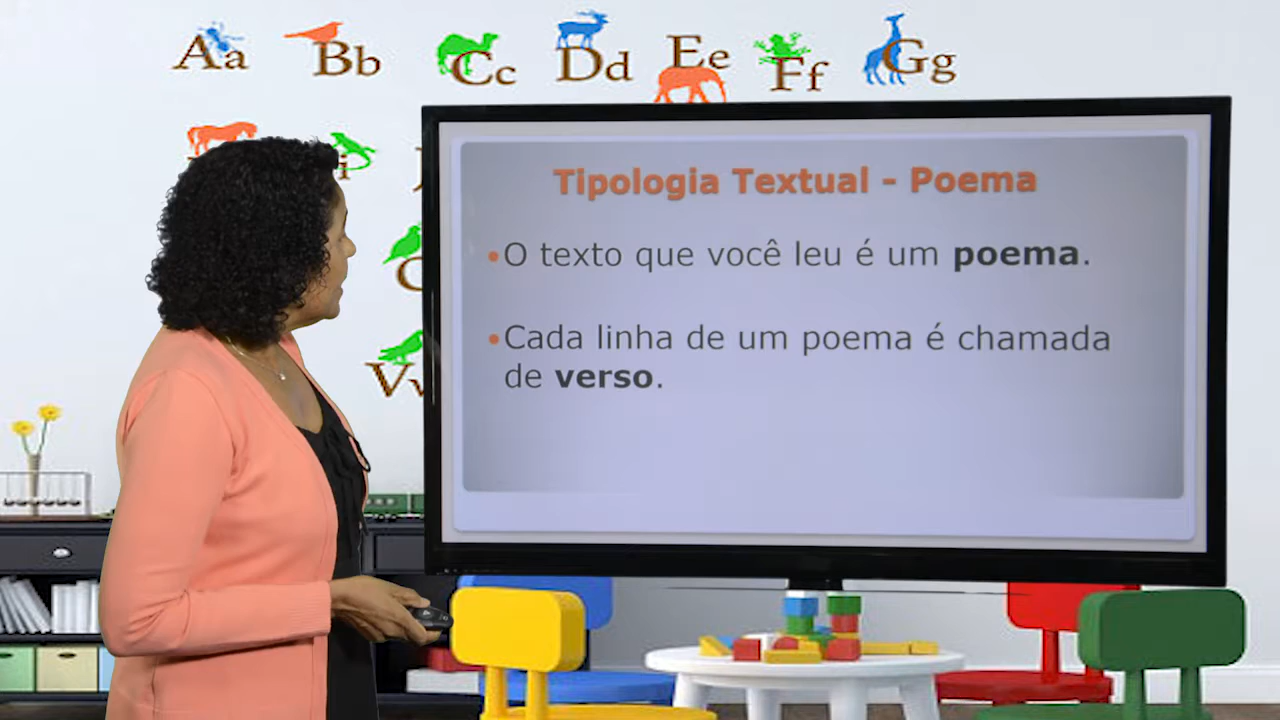 Aa Bb Cc Dd Ee Ff Gg
Tipologia Textual - Poema
•O texto que você leu é um poema.
•Cada linha de um poema é chamada
de verso.